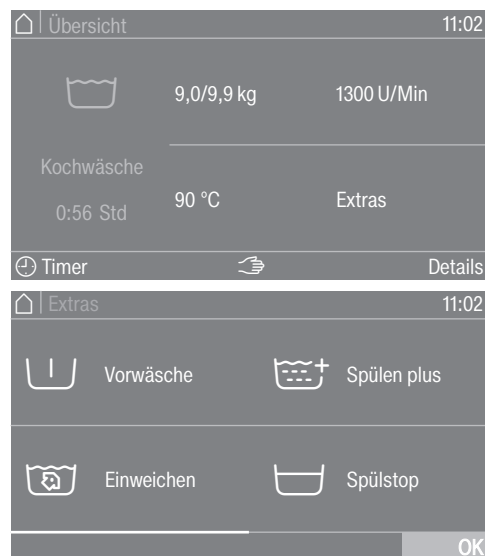 Übersicht 11:02
9,0/9,9 kg 1300 U/Min
Kochwäsche
0:56 Std
90 °C Extras
Timer Details
Extras 11:02
Vorwäsche Spülen plus
Einweichen Spülstop
OK